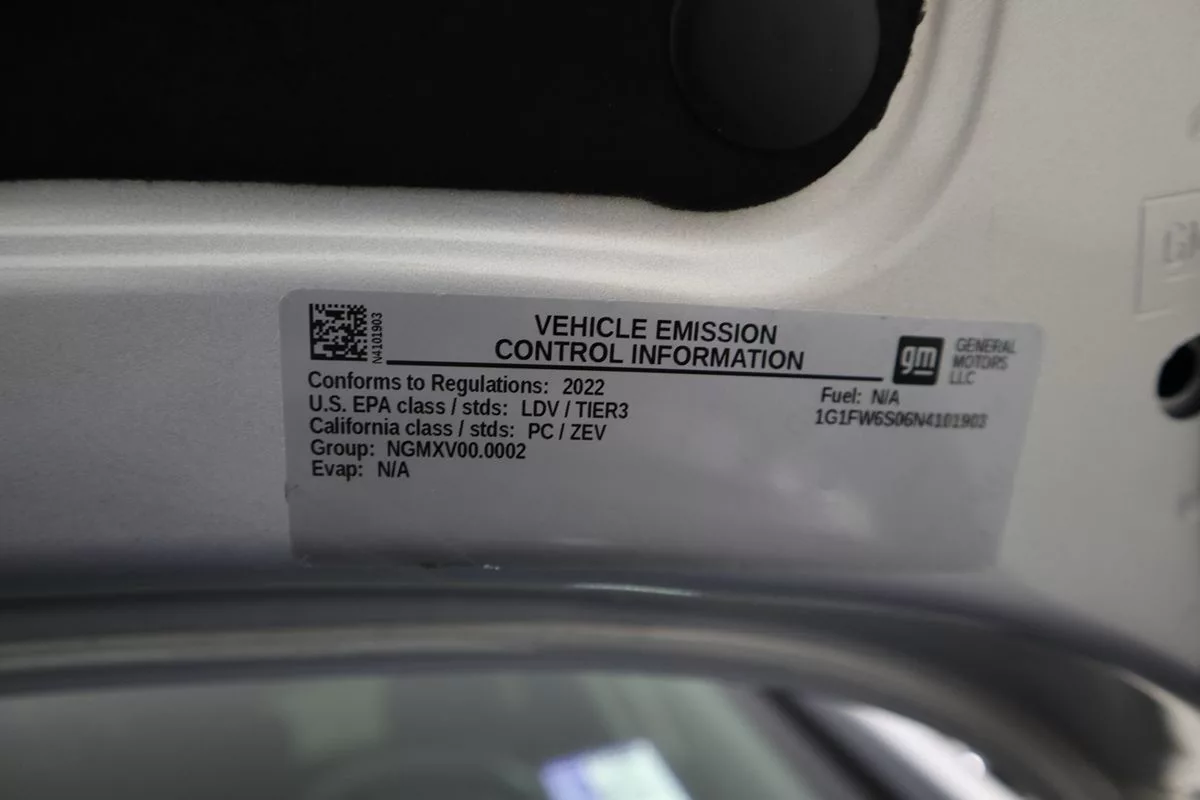 N4101903
VEHICLE EMISSION
CONTROL INFORMATION
gm
GENERAL
MOTORS
LLC
Conforms to Regulations: 2022
U.S. EPA class / stds: LDV / TIER3
California class / stds: PC / ZEV
Group: NGMXV00.0002
Evap: N/A
Fuel: N/A
1G1FW6S06N4101903